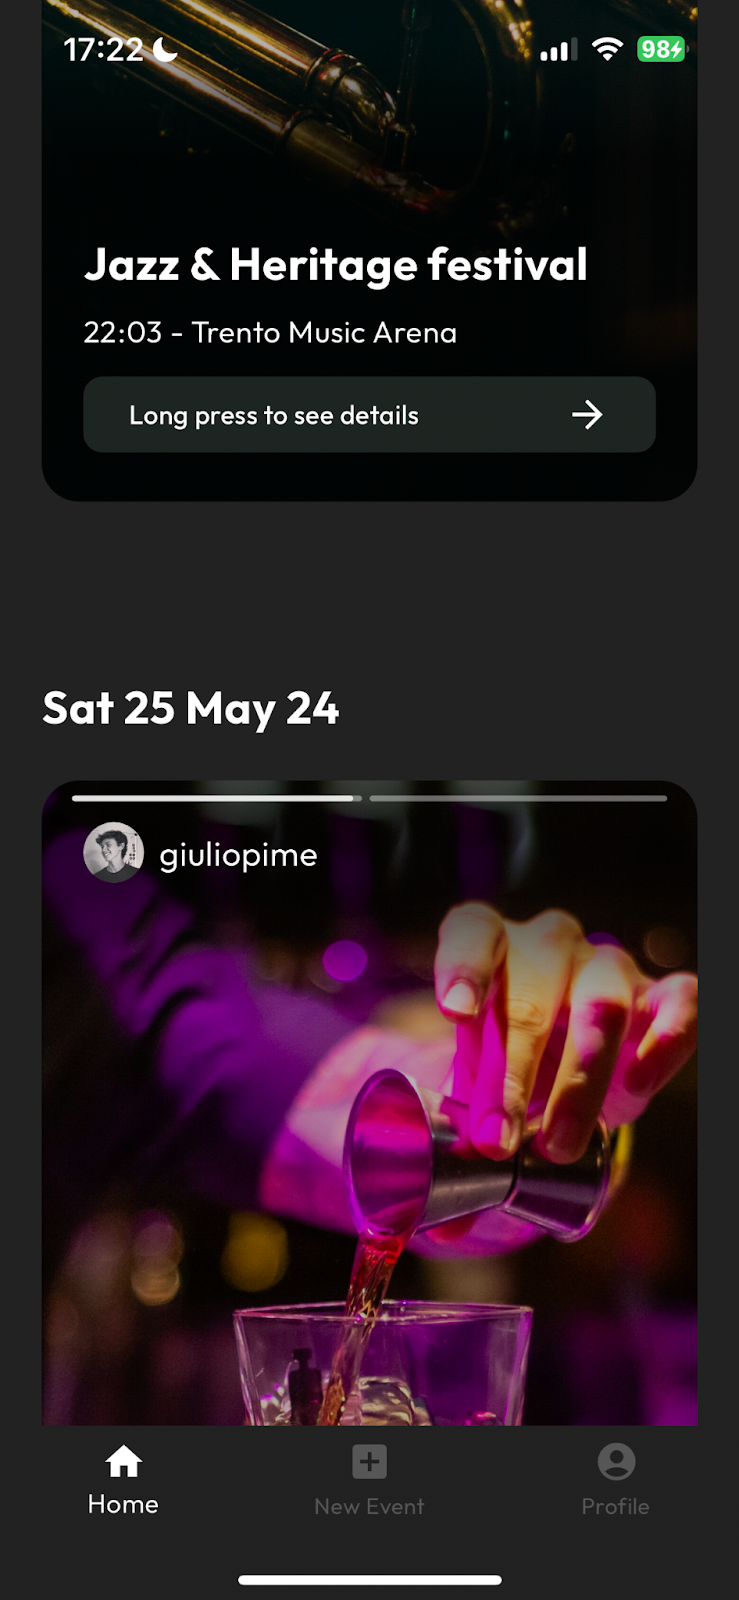 17:22
98
Jazz & Heritage festival
22:03 - Trento Music Arena
Long press to see details
Sat 25 May 24
giuliopime
Home
New Event
Profile